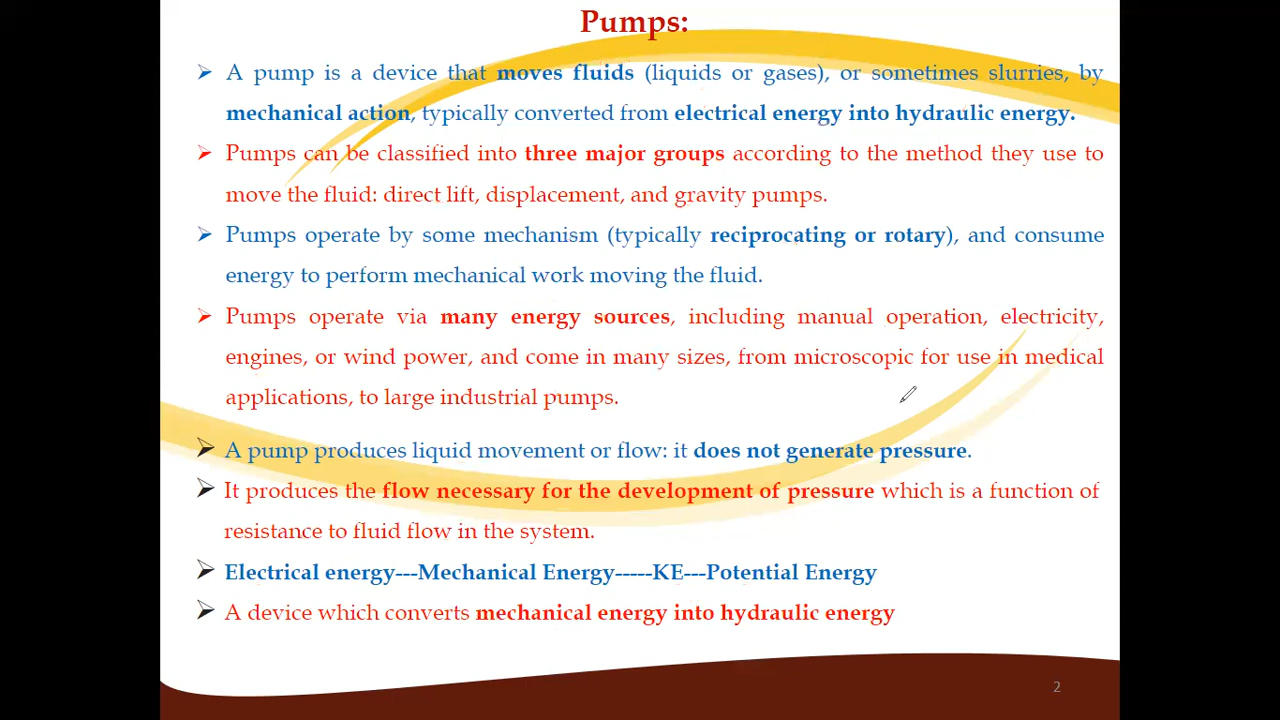 Pumps:
➢ A pump is a device that moves fluids (liquids or gases), or sometimes slurries, by
mechanical action, typically converted from electrical energy into hydraulic energy.
➢ Pumps can be classified into three major groups according to the method they use to
move the fluid: direct lift, displacement, and gravity pumps.
➢ Pumps operate by some mechanism (typically reciprocating or rotary), and consume
energy to perform mechanical work moving the fluid.
➢ Pumps operate via many energy sources, including manual operation, electricity,
engines, or wind power, and come in many sizes, from microscopic for use in medical
applications, to large industrial pumps.
➢ A pump produces liquid movement or flow: it does not generate pressure.
➢ It produces the flow necessary for the development of pressure which is a function of
resistance to fluid flow in the system.
➢ Electrical energy---Mechanical Energy-----KE---Potential Energy
➢ A device which converts mechanical energy into hydraulic energy
2